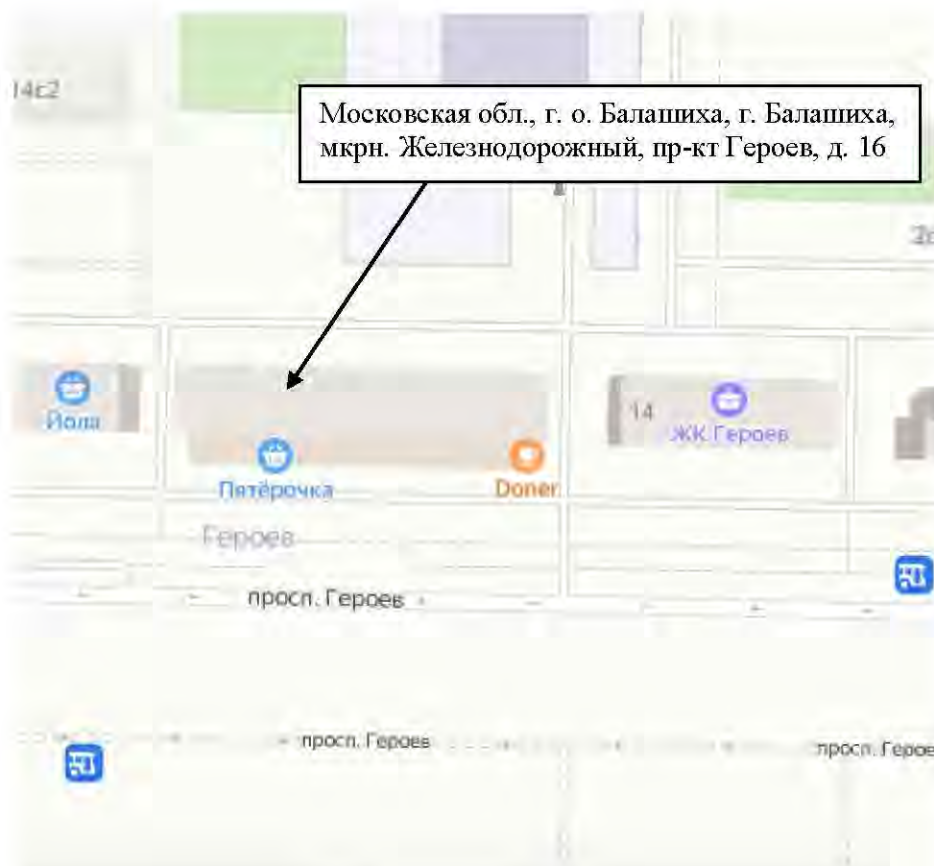 14с2
Московская обл., г. о. Балашиха, г. Балашиха,
мкрн. Железнодорожный, пр-кт Героев, д. 16
Йола
14
ЖК Героев
Пятёрочка
Doner
Героев
просп. Героев
просп. Героев
просп. Герое